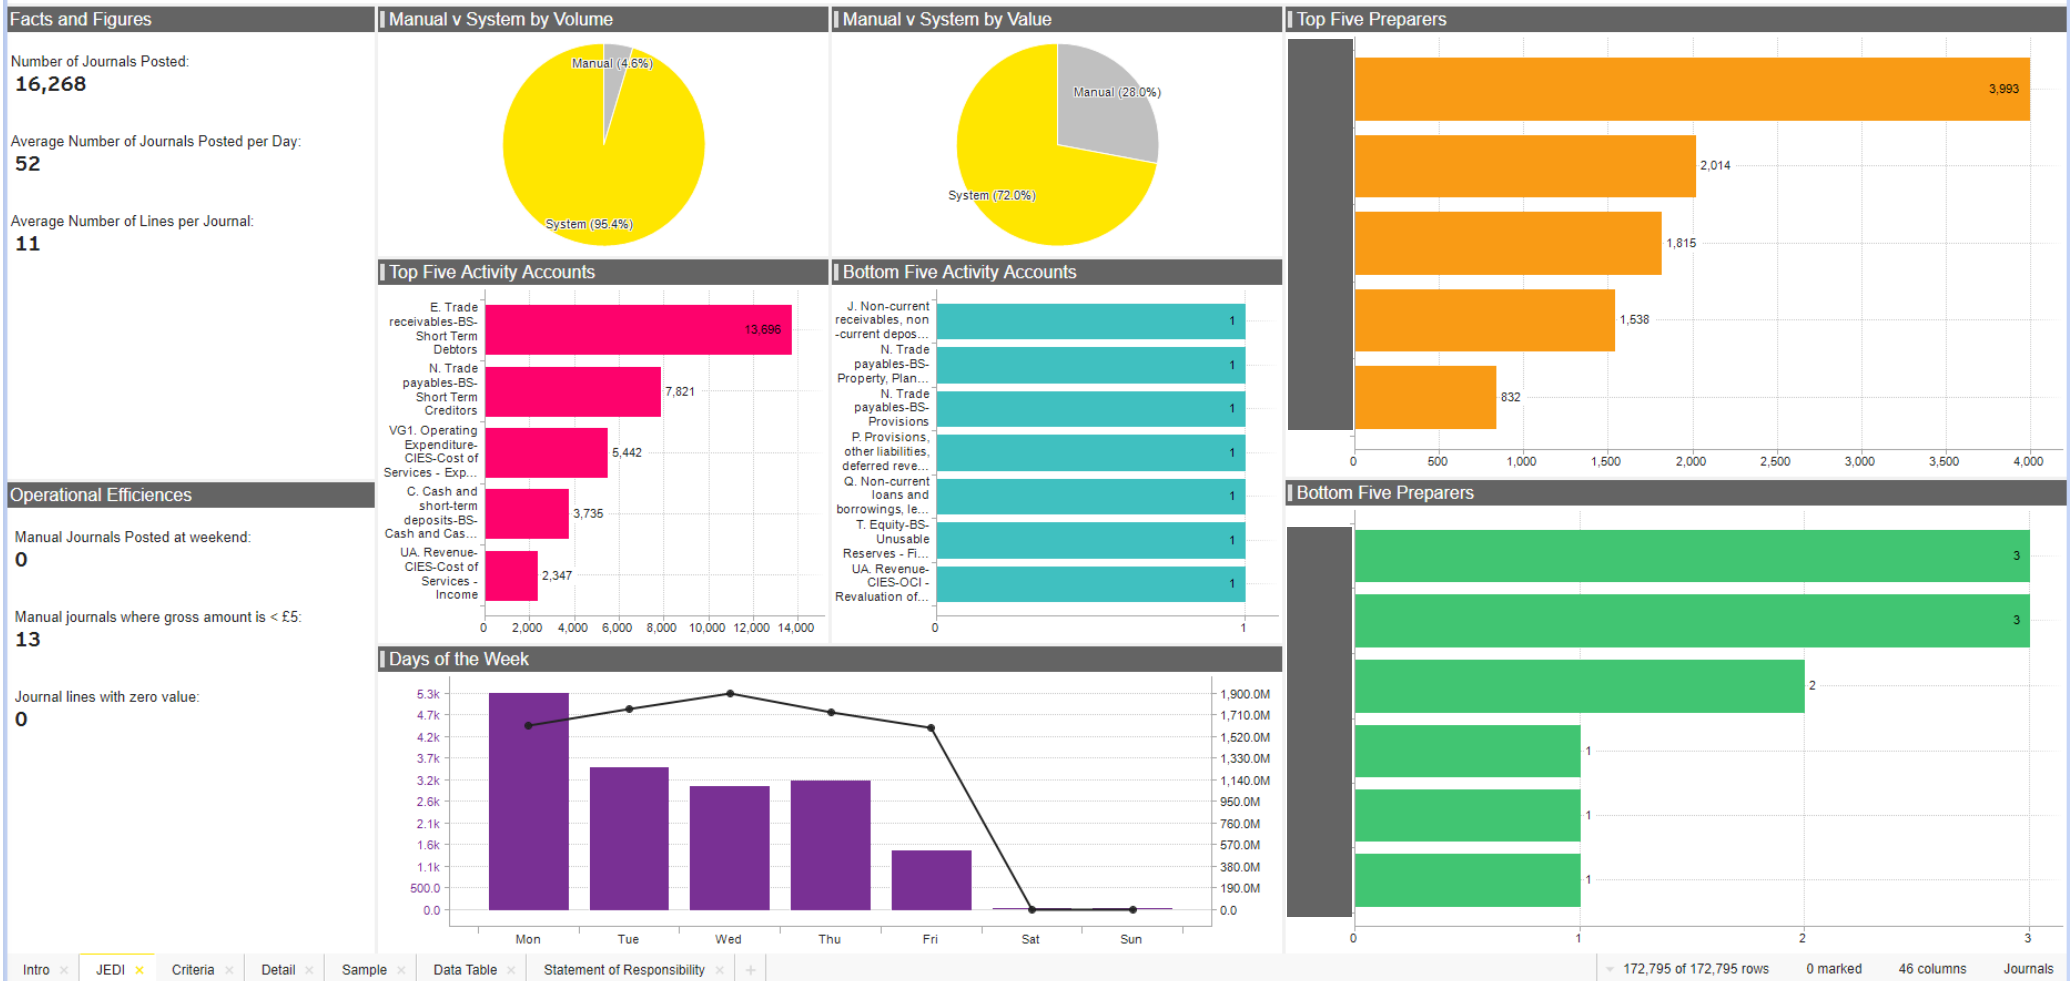 Facts and Figures
Number of Journals Posted:
16,268
Average Number of Journals Posted per Day:
52
Average Number of Lines per Journal:
11
Operational Efficiences
Manual Journals Posted at weekend:
0
Manual journals where gross amount is < £5:
13
Journal lines with zero value:
0
Manual v System by Volume
Manual (4.6%)
System (95.4%)
Manual v System by Value
Manual (28.0%)
System (72.0%)
Top Five Activity Accounts
E. Trade
receivables-BS-
Short Term
Debtors
13,696
N. Trade
payables-BS-
Short Term
Creditors
7,821
VG1. Operating
Expenditure-
CIES-Cost of
Services - Exp...
5,442
C. Cash and
short-term
deposits-BS-
Cash and Cas...
3,735
UA. Revenue-
CIES-Cost of
Services -
Income
2,347
0 2,000 4,000 6,000 8,000 10,000 12,000 14,000
Bottom Five Activity Accounts
J. Non-current
receivables, non
-current depos...
1
N. Trade
payables-BS-
Property, Plan...
1
N. Trade
payables-BS-
Provisions
1
P. Provisions,
other liabilities,
deferred reve...
1
Q. Non-current
loans and
borrowings, le...
1
T. Equity-BS-
Unusable
Reserves - Fi...
1
UA. Revenue-
CIES-OCI -
Revaluation of...
1
0 1
Days of the Week
5.3k 1,900.0M
4.7k 1,710.0M
4.2k 1,520.0M
3.7k 1,330.0M
3.2k 1,140.0M
2.6k 950.0M
2.1k 760.0M
1.6k 570.0M
1.1k 380.0M
500.0 190.0M
0.0 0.0
Mon Tue Wed Thu Fri Sat Sun
Top Five Preparers
3,993
2,014
1,815
1,538
832
0 500 1,000 1,500 2,000 2,500 3,000 3,500 4,000
Bottom Five Preparers
3
3
2
1
1
1
0 1 2 3
Intro × JEDI × Criteria × Detail × Sample × Data Table × Statement of Responsibility × +
172,795 of 172,795 rows 0 marked 46 columns Journals